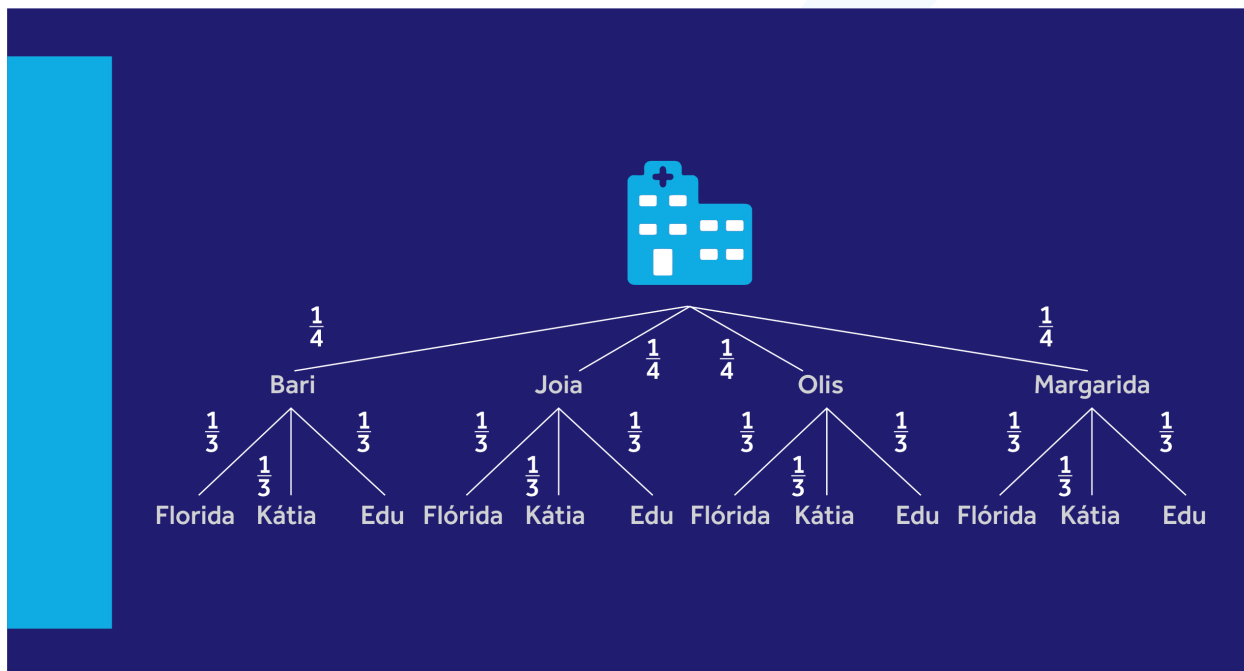 1/4 1/4 1/4 1/4
Bari Joia Olis Margarida
1/3 1/3 1/3 1/3 1/3 1/3 1/3 1/3 1/3 1/3 1/3 1/3
Florida Kátia Edu Flórida Kátia Edu Flórida Kátia Edu Flórida Kátia Edu